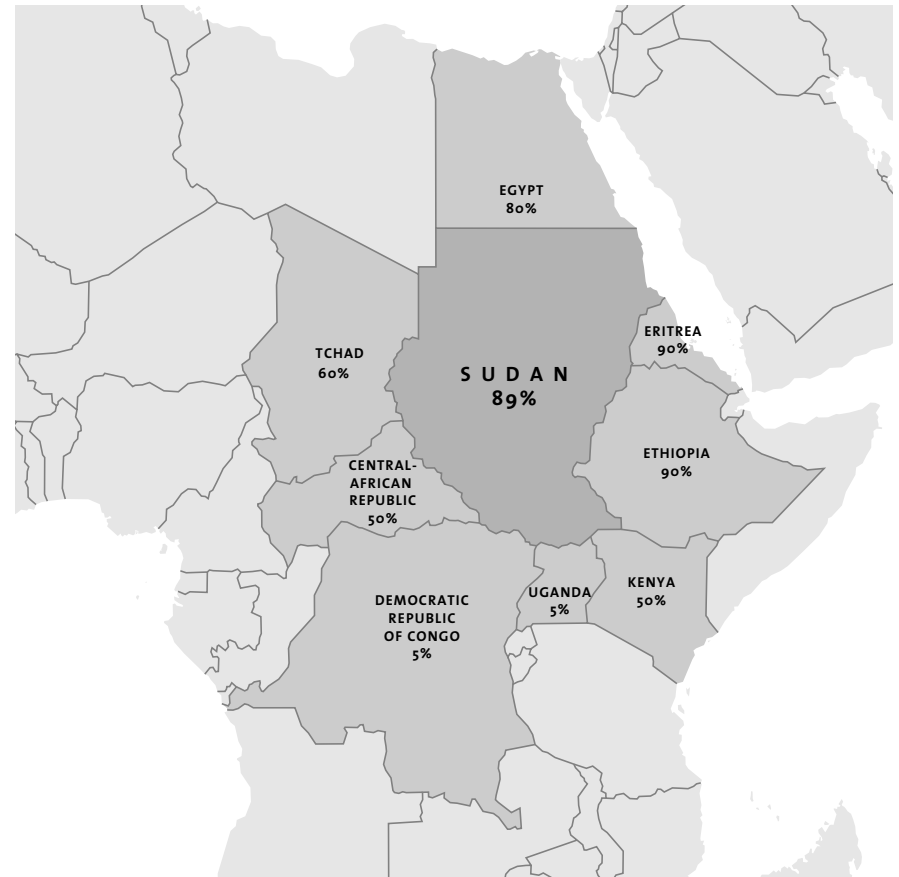 EGYPT
80%
ERITREA
90%
TCHAD
60%
SUDAN
89%
ETHIOPIA
90%
CENTRAL-
AFRICAN
REPUBLIC
50%
DEMOCRATIC
REPUBLIC
OF CONGO
5%
UGANDA
5%
KENYA
50%